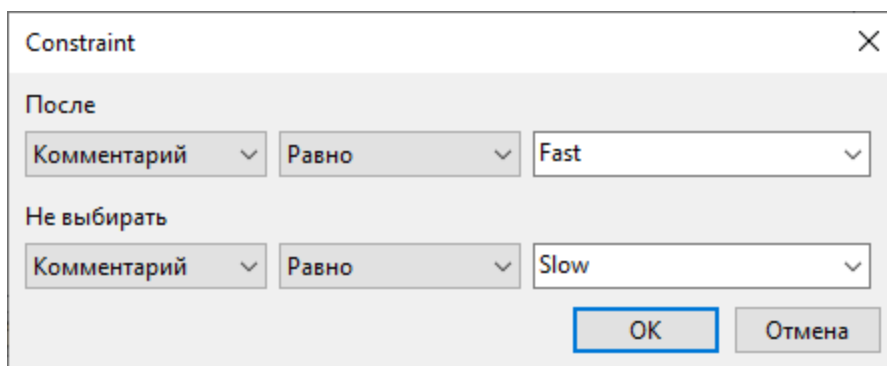 Constraint
После
Комментарий Равно Fast
Не выбирать
Комментарий Равно Slow
OK Отмена